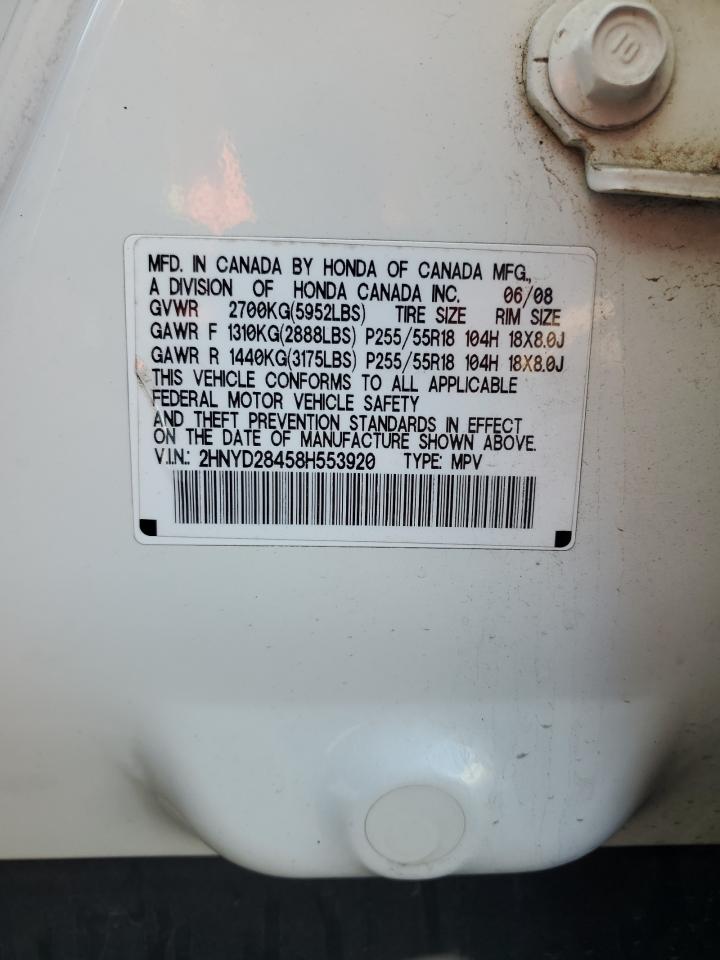 10
MFD. IN CANADA BY HONDA OF CANADA MFG.,
A DIVISION OF HONDA CANADA INC. 06/08
GVWR 2700KG(5952LBS) TIRE SIZE RIM SIZE
GAWR F 1310KG(2888LBS) P255/55R18 104H 18X8.0J
GAWR R 1440KG(3175LBS) P255/55R18 104H 18X8.0J
THIS VEHICLE CONFORMS TO ALL APPLICABLE
FEDERAL MOTOR VEHICLE SAFETY
AND THEFT PREVENTION STANDARDS IN EFFECT
ON THE DATE OF MANUFACTURE SHOWN ABOVE.
V.I.N.: 2HNYD28458H553920 TYPE: MPV